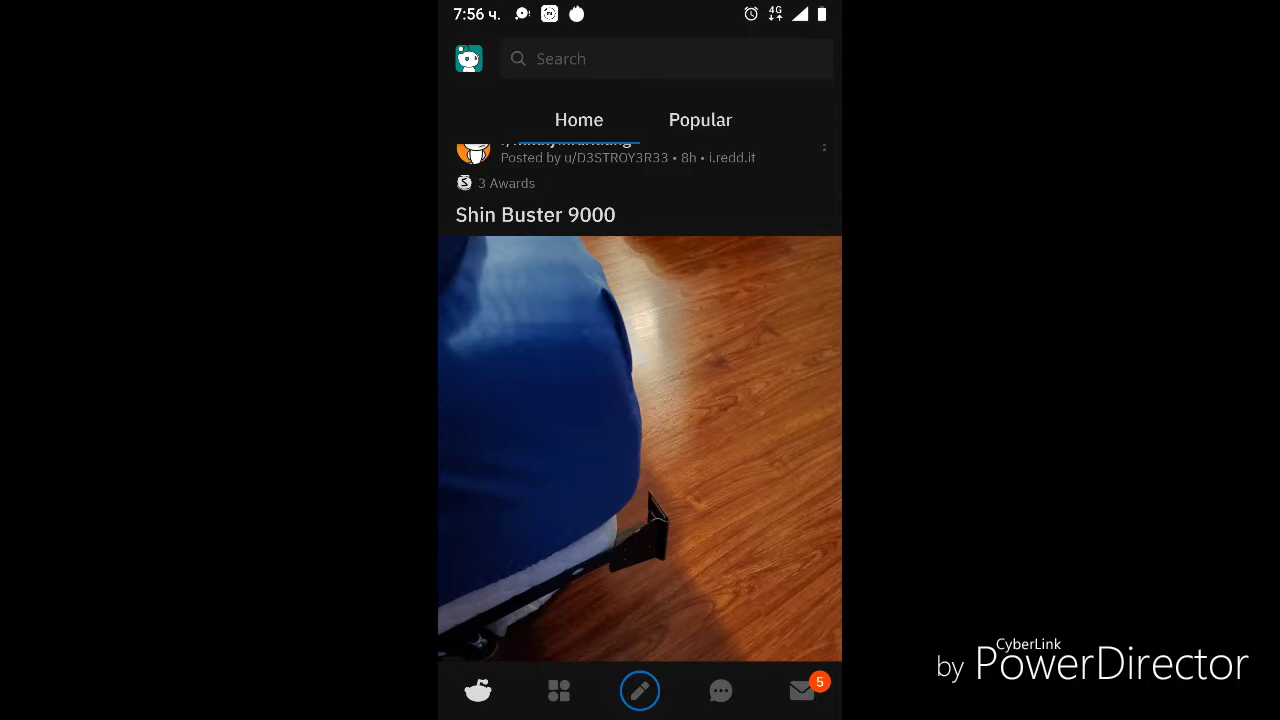 7:56 ч.
4G
Search
Home
Popular
Posted by u/D3STROY3R33 • 8h • i.redd.it
3 Awards
Shin Buster 9000
5
CyberLink
by PowerDirector